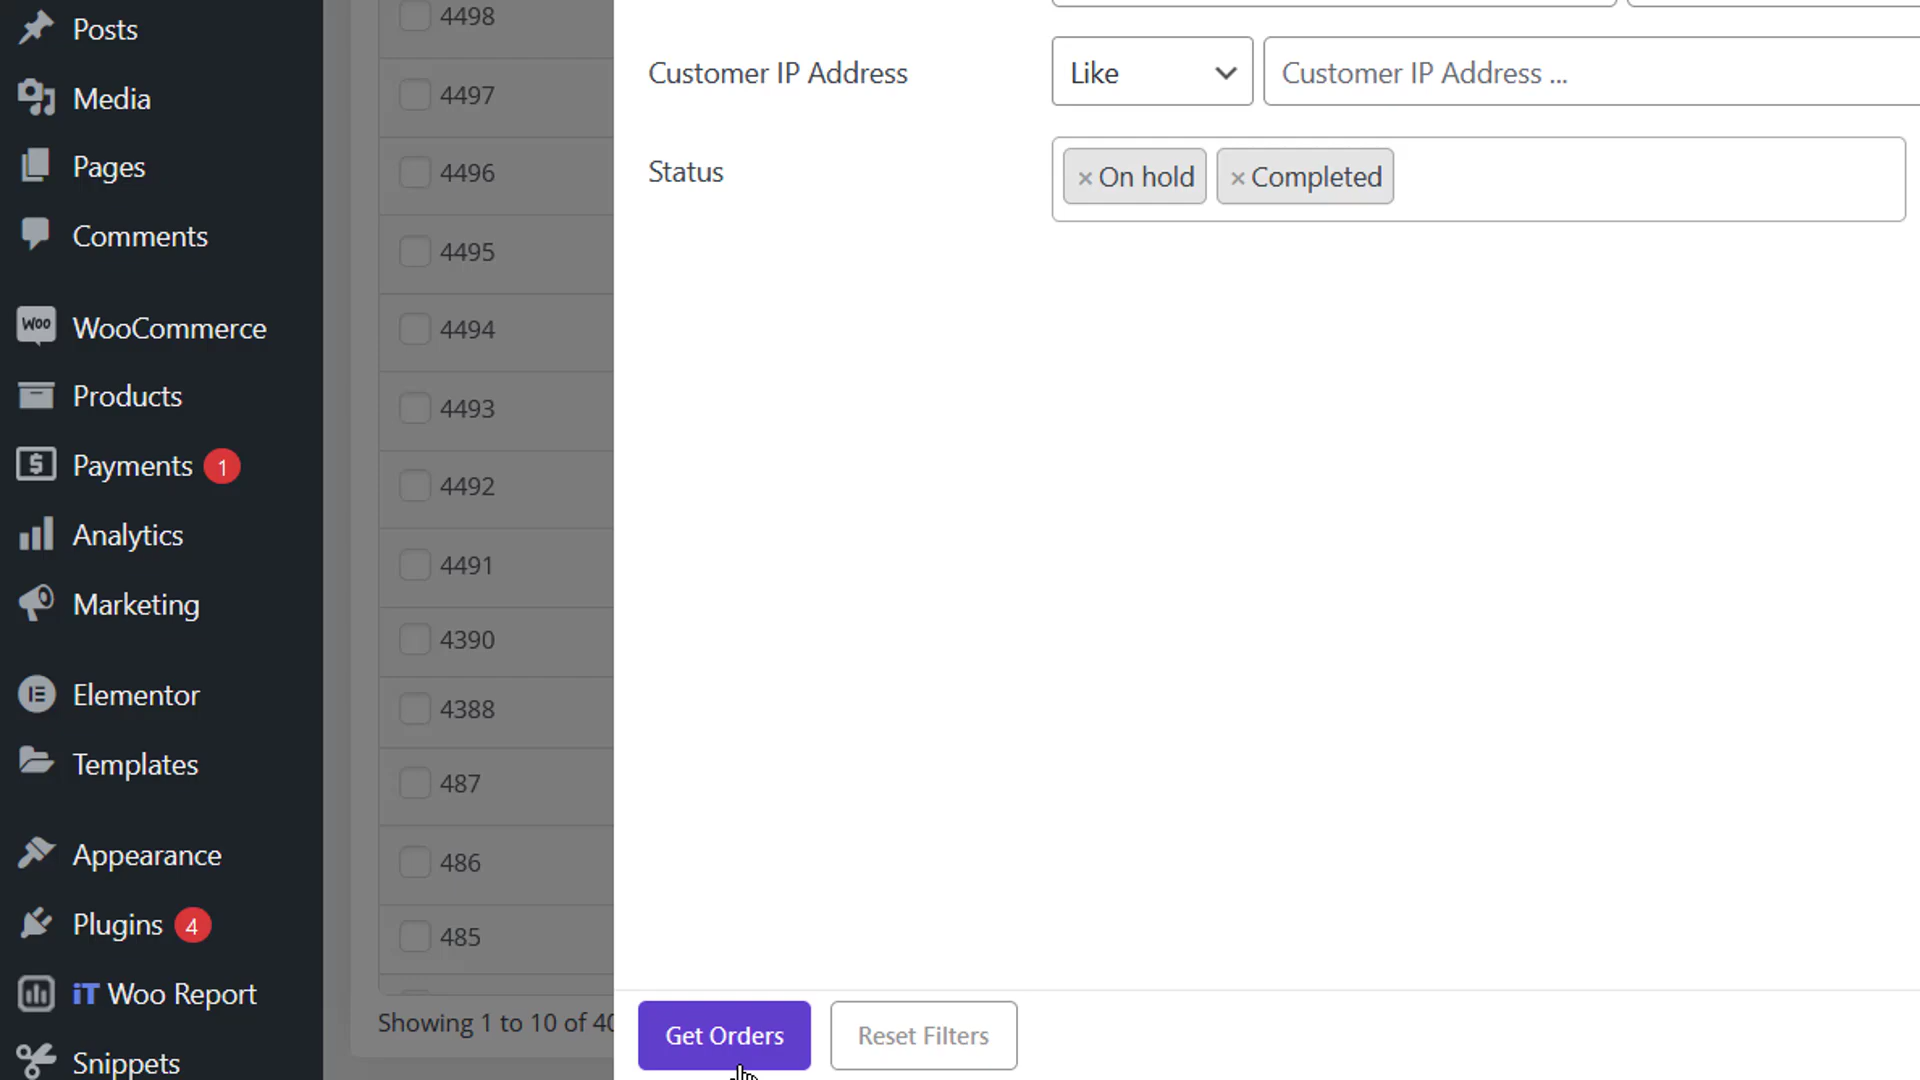 Posts
Media
Pages
Comments
Woo WooCommerce
Products
Payments 1
Analytics
Marketing
Elementor
Templates
Appearance
Plugins 4
iT Woo Report
Snippets
4498
4497
4496
4495
4494
4493
4492
4491
4390
4388
487
486
485
Showing 1 to 10 of 40
Customer IP Address
Like
Customer IP Address ...
Status
× On hold × Completed
Get Orders
Reset Filters